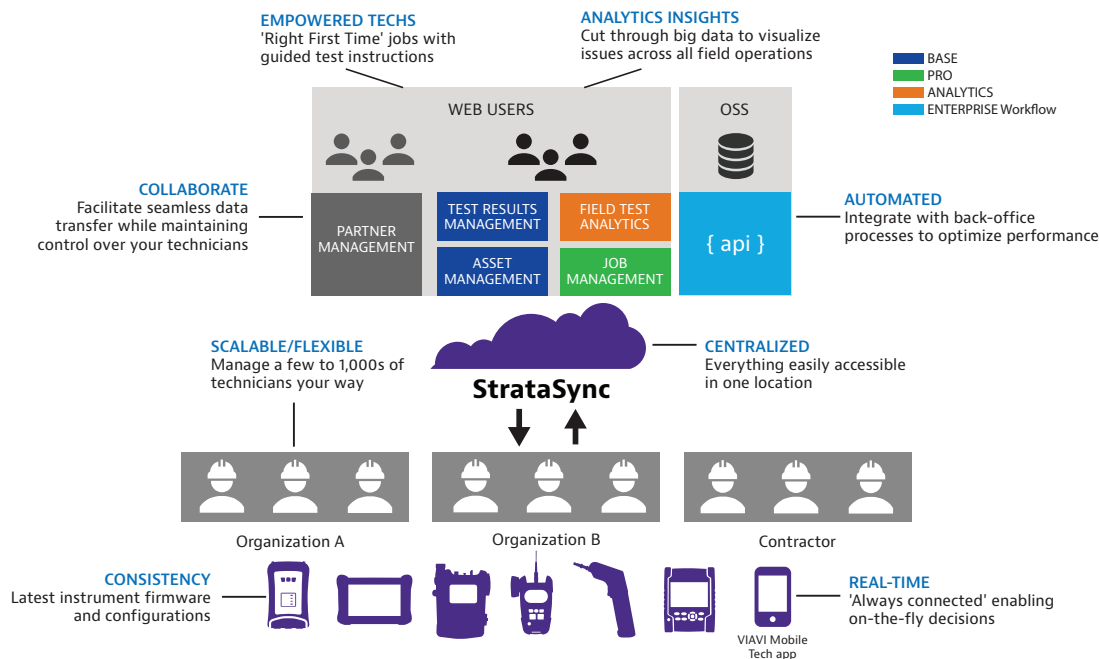 EMPOWERED TECHS
'Right First Time' jobs with
guided test instructions
ANALYTICS INSIGHTS
Cut through big data to visualize
issues across all field operations
BASE
PRO
ANALYTICS
ENTERPRISE Workflow
WEB USERS
OSS
COLLABORATE
Facilitate seamless data
transfer while maintaining
control over your technicians
PARTNER
MANAGEMENT
TEST RESULTS
MANAGEMENT
FIELD TEST
ANALYTICS
ASSET
MANAGEMENT
JOB
MANAGEMENT
{ api }
AUTOMATED
Integrate with back-office
processes to optimize performance
SCALABLE/FLEXIBLE
Manage a few to 1,000s of
technicians your way
CENTRALIZED
Everything easily accessible
in one location
StrataSync
Organization A
Organization B
Contractor
CONSISTENCY
Latest instrument firmware
and configurations
REAL-TIME
'Always connected' enabling
on-the-fly decisions
VIAVI Mobile
Tech app